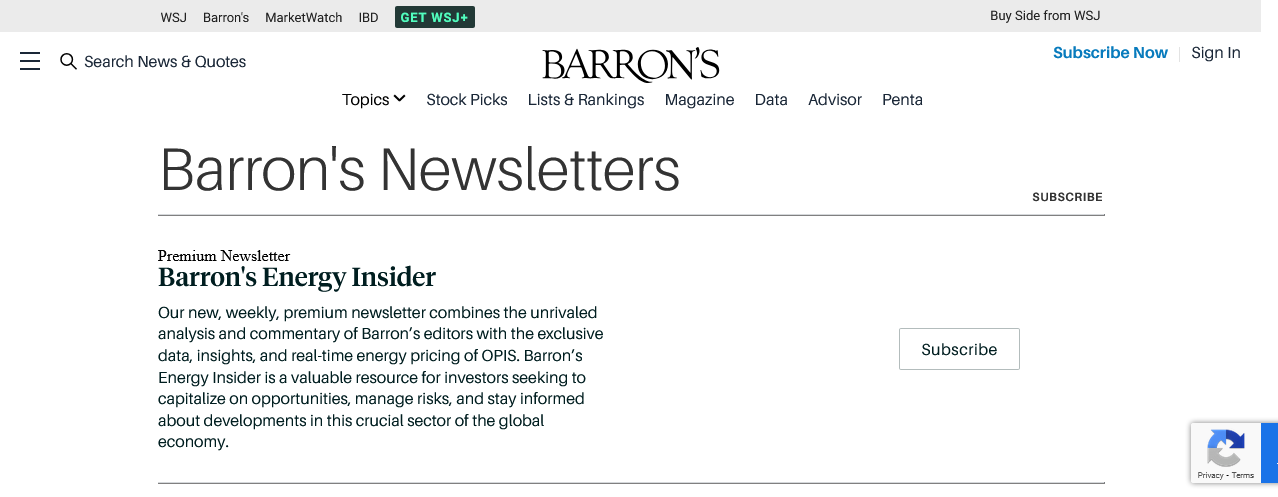 WSJ Barron's MarketWatch IBD GET WSJ+ Buy Side from WSJ
Search News & Quotes BARRON'S Subscribe Now Sign In
Topics Stock Picks Lists & Rankings Magazine Data Advisor Penta
Barron's Newsletters
SUBSCRIBE
Premium Newsletter
Barron's Energy Insider
Our new, weekly, premium newsletter combines the unrivaled
analysis and commentary of Barron’s editors with the exclusive
data, insights, and real-time energy pricing of OPIS. Barron’s
Energy Insider is a valuable resource for investors seeking to
capitalize on opportunities, manage risks, and stay informed
about developments in this crucial sector of the global
economy.
Subscribe
Privacy - Terms